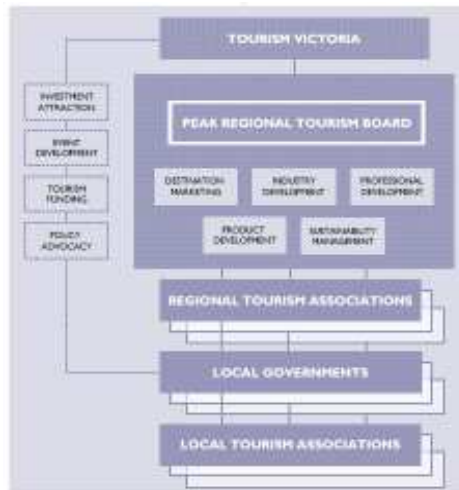 TOURISM VICTORIA
INVESTMENT
ATTRACTION
EVENT
DEVELOPMENT
TOURISM
FUNDING
POLICY
ADVOCACY
PEAK REGIONAL TOURISM BOARD
DESTINATION
MARKETING
INDUSTRY
DEVELOPMENT
PROFESSIONAL
DEVELOPMENT
PRODUCT
DEVELOPMENT
SUSTAINABILITY
MANAGEMENT
REGIONAL TOURISM ASSOCIATIONS
LOCAL GOVERNMENTS
LOCAL TOURISM ASSOCIATIONS